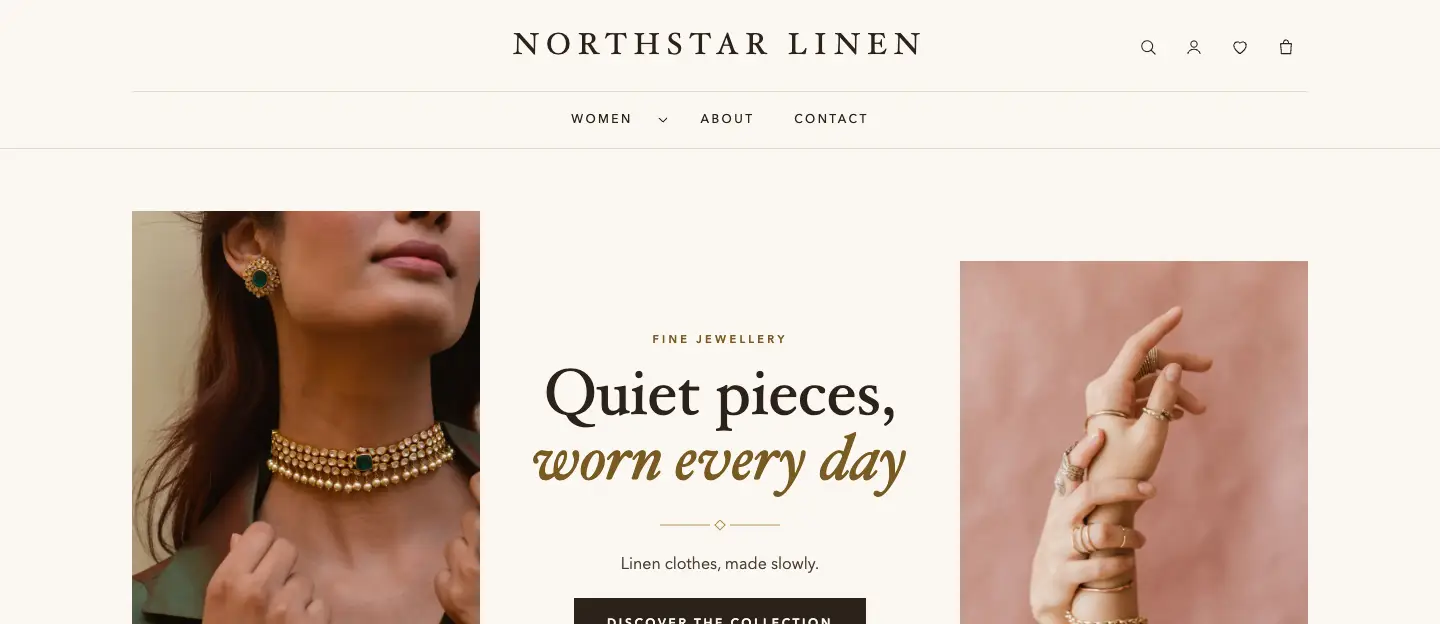 NORTHSTAR LINEN
WOMEN
ABOUT
CONTACT
FINE JEWELLERY
Quiet pieces,
worn every day
Linen clothes, made slowly.
DISCOVER THE COLLECTION